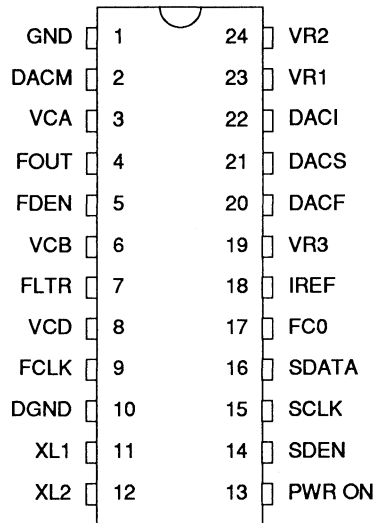 GND 1 24 VR2
DACM 2 23 VR1
VCA 3 22 DACI
FOUT 4 21 DACS
FDEN 5 20 DACF
VCB 6 19 VR3
FLTR 7 18 IREF
VCD 8 17 FC0
FCLK 9 16 SDATA
DGND 10 15 SCLK
XL1 11 14 SDEN
XL2 12 13 PWR ON